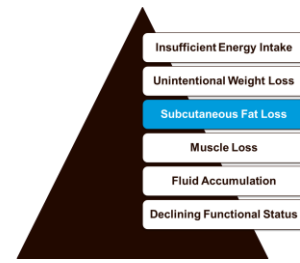 Insufficient Energy Intake
Unintentional Weight Loss
Subcutaneous Fat Loss
Muscle Loss
Fluid Accumulation
Declining Functional Status